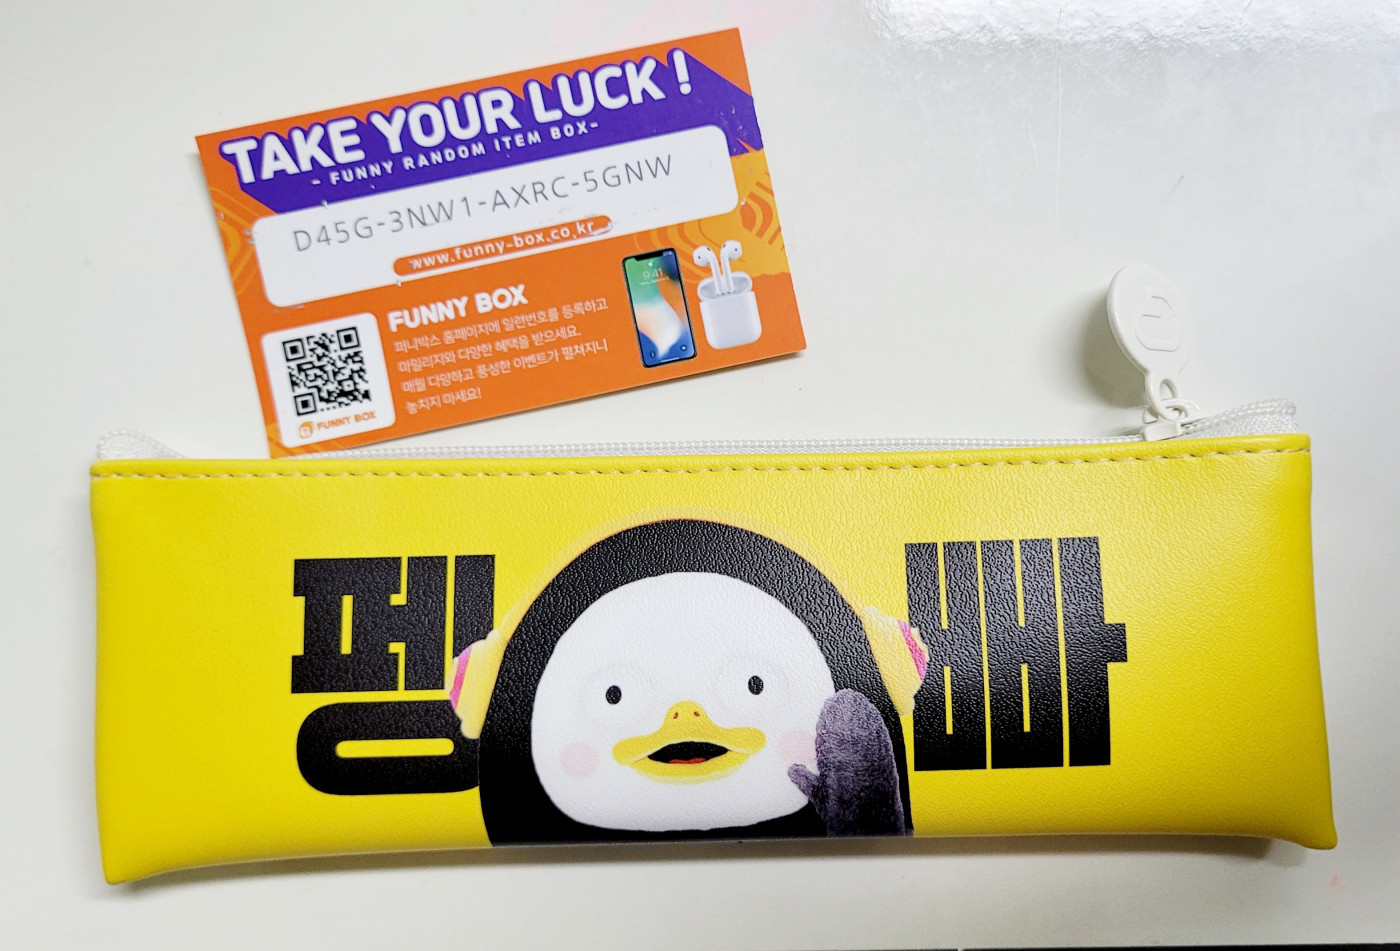 TAKE YOUR LUCK!
- FUNNY RANDOM ITEM BOX-
D45G-3NW1-AXRC-5GNW
www.funny-box.co.kr
FUNNY BOX
퍼니박스 홈페이지에 일련번호를 등록하고
마일리지와 다양한 혜택을 받으세요.
매월 다양하고 풍성한 이벤트가 펼쳐지니
놓치지 마세요!
FUNNY BOX
9:41
펭 빠